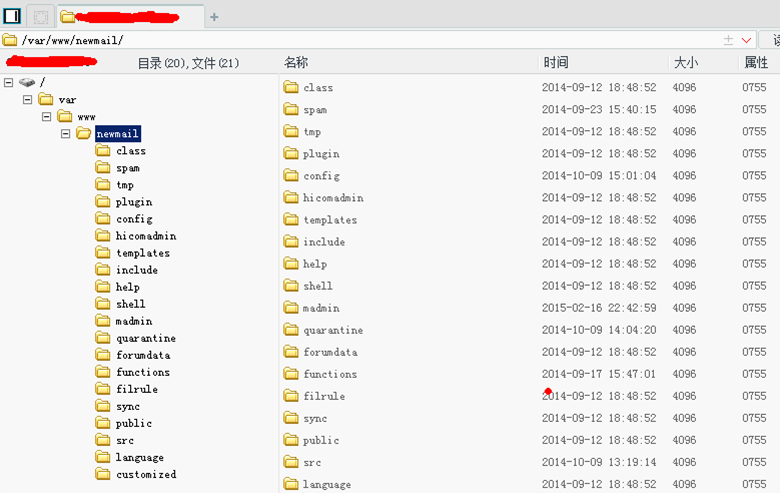 /var/www/newmail/
目录(20),文件(21) 名称 时间 大小 属性
/
var
www
newmail
class
spam
tmp
plugin
config
hicomadmin
templates
include
help
shell
madmin
quarantine
forumdata
functions
filrule
sync
public
src
language
customized
class 2014-09-12 18:48:52 4096 0755
spam 2014-09-23 15:40:15 4096 0755
tmp 2014-09-12 18:48:52 4096 0755
plugin 2014-09-12 18:48:52 4096 0755
config 2014-10-09 15:01:04 4096 0755
hicomadmin 2014-09-12 18:48:52 4096 0755
templates 2014-09-12 18:48:52 4096 0755
include 2014-09-12 18:48:52 4096 0755
help 2014-09-12 18:48:52 4096 0755
shell 2014-09-12 18:48:52 4096 0755
madmin 2015-02-16 22:42:59 4096 0755
quarantine 2014-10-09 14:04:20 4096 0755
forumdata 2014-09-12 18:48:52 4096 0755
functions 2014-09-17 15:47:01 4096 0755
filrule 2014-09-12 18:48:52 4096 0755
sync 2014-09-12 18:48:52 4096 0755
public 2014-09-12 18:48:52 4096 0755
src 2014-10-09 13:19:14 4096 0755
language 2014-09-12 18:48:52 4096 0755